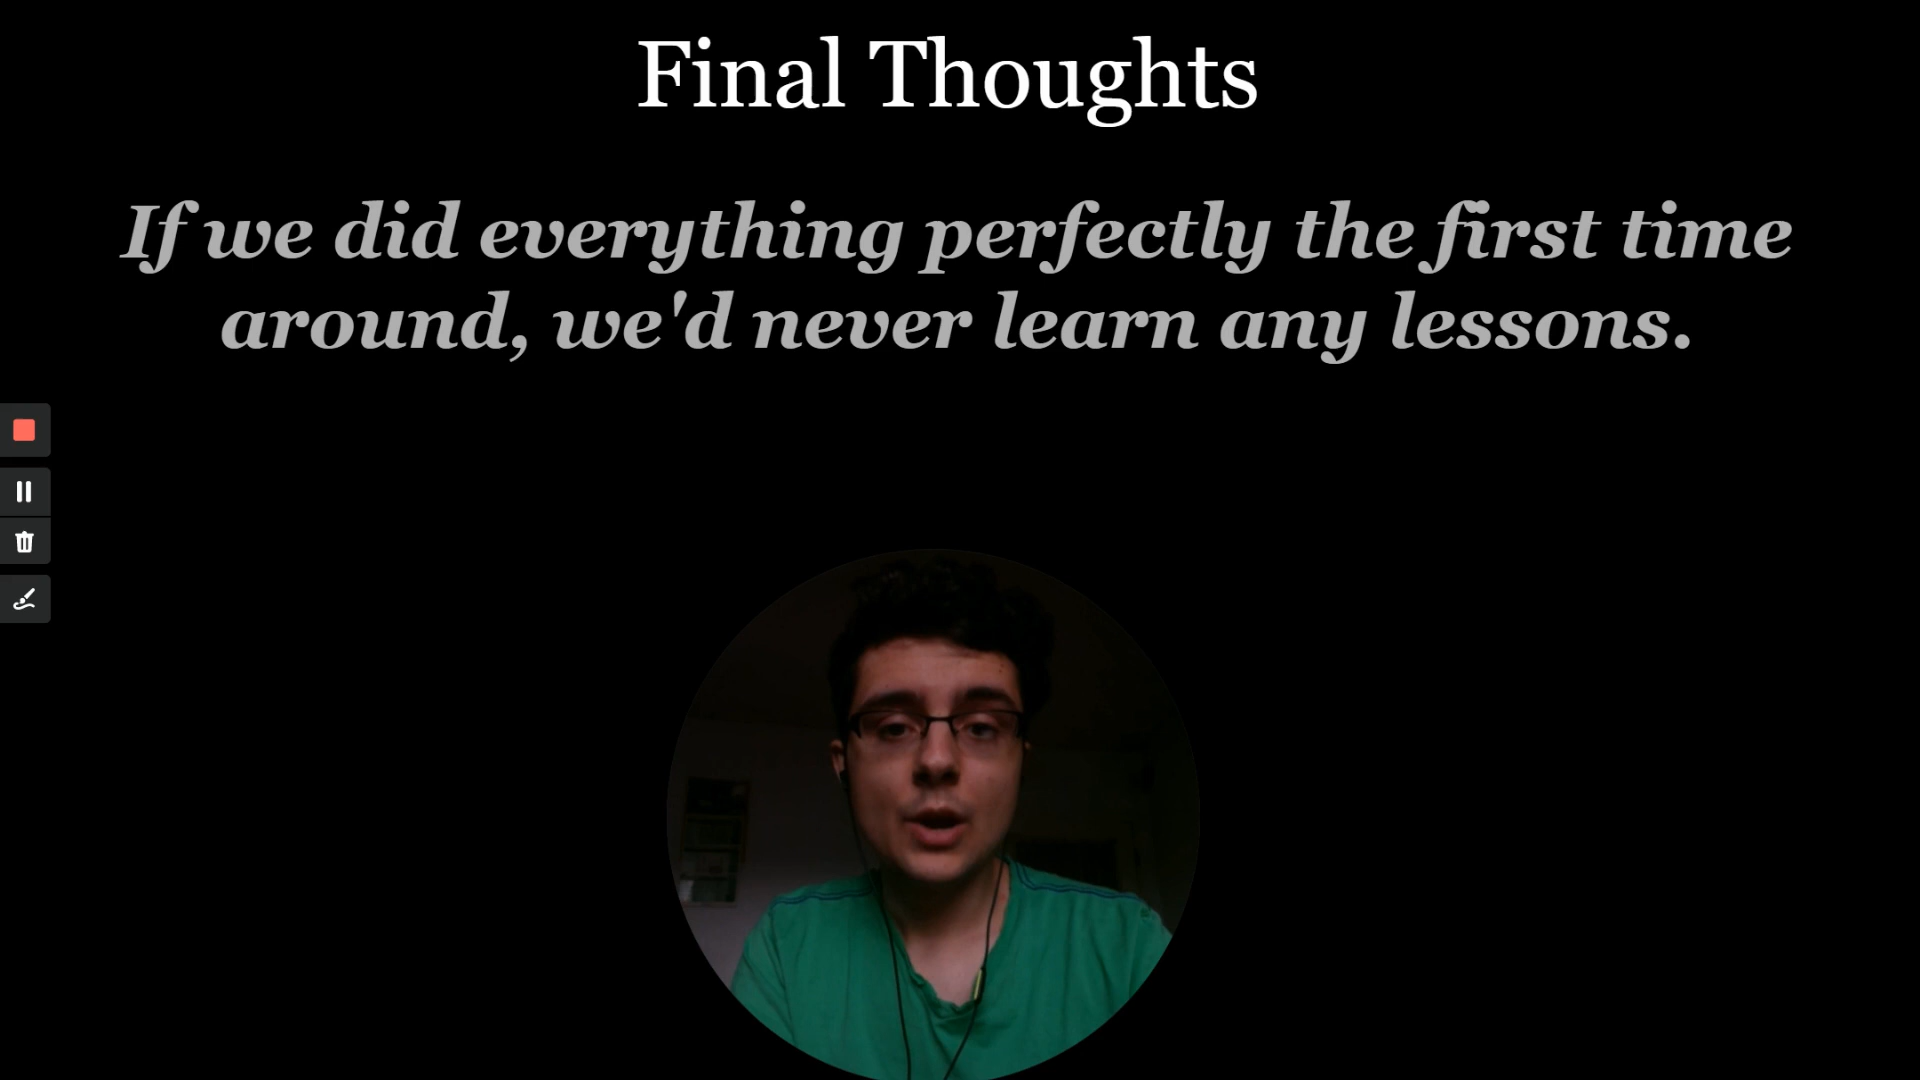 Final Thoughts
If we did everything perfectly the first time
around, we'd never learn any lessons.